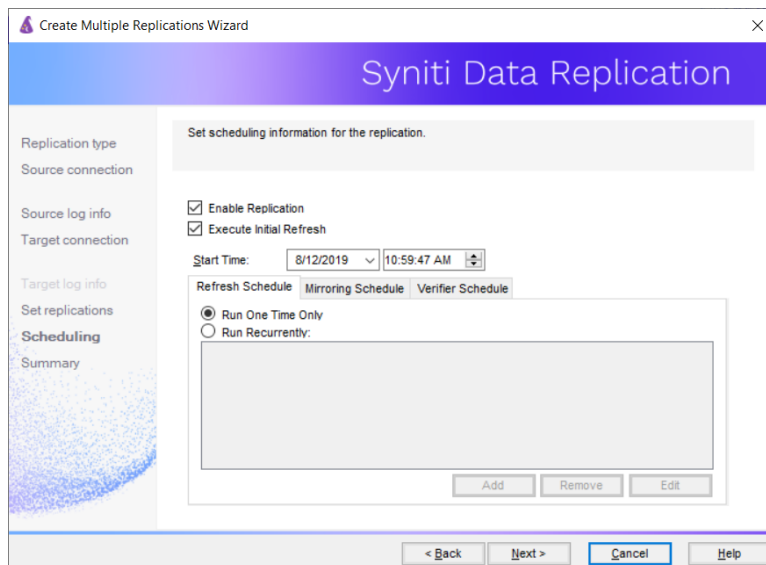 Create Multiple Replications Wizard
Syniti Data Replication
Replication type
Source connection
Source log info
Target connection
Target log info
Set replications
Scheduling
Summary
Set scheduling information for the replication.
Enable Replication
Execute Initial Refresh
Start Time: 8/12/2019 10:59:47 AM
Refresh Schedule Mirroring Schedule Verifier Schedule
Run One Time Only
Run Recurrently:
Add Remove Edit
< Back Next > Cancel Help